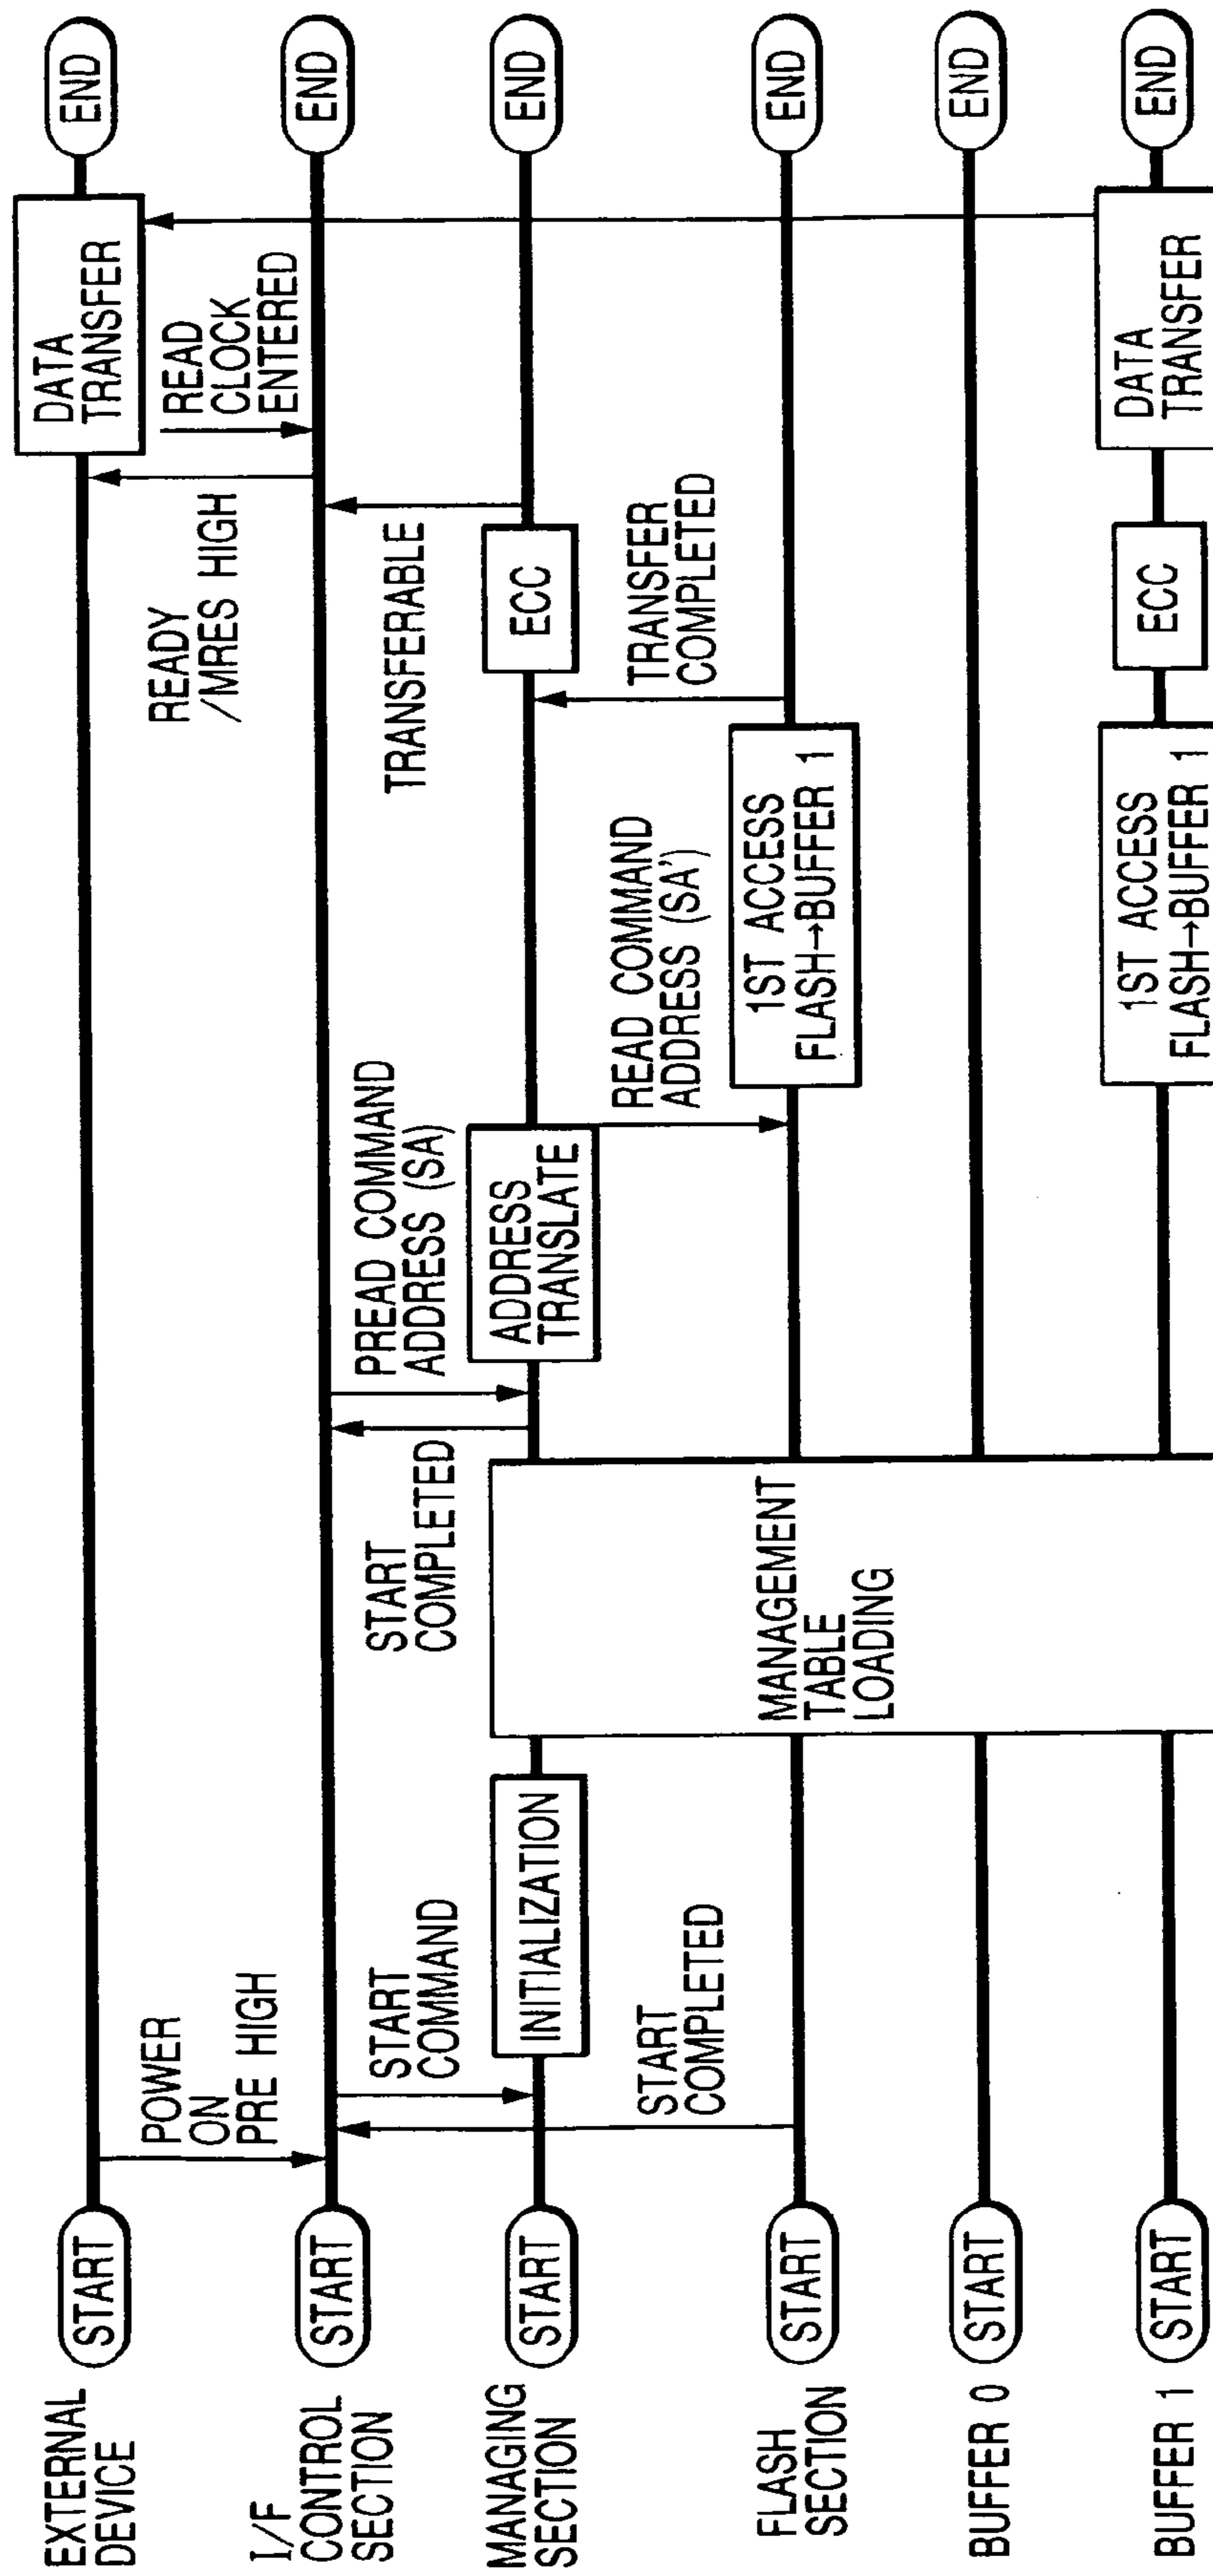 EXTERNAL
DEVICE
START
POWER
ON
PRE HIGH
READY
/MRES HIGH
READ
CLOCK
ENTERED
DATA
TRANSFER
END
I/F
CONTROL
SECTION
START
START
COMMAND
START
COMPLETED
PREAD COMMAND
ADDRESS (SA)
TRANSFERABLE
END
MANAGING
SECTION
START
INITIALIZATION
ADDRESS
TRANSLATE
ECC
END
START
COMPLETED
READ COMMAND
ADDRESS (SA')
TRANSFER
COMPLETED
FLASH
SECTION
START
MANAGEMENT
TABLE
LOADING
1ST ACCESS
FLASH→BUFFER 1
END
BUFFER 0
START
END
BUFFER 1
START
1ST ACCESS
FLASH→BUFFER 1
ECC
DATA
TRANSFER
END